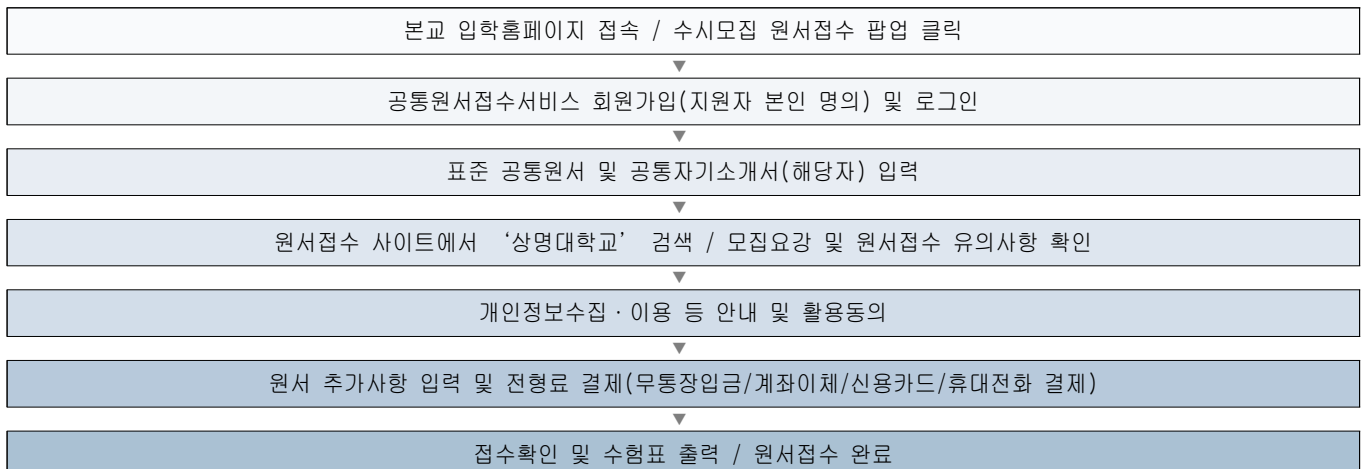 본교 입학홈페이지 접속 / 수시모집 원서접수 팝업 클릭
▼
공통원서접수서비스 회원가입(지원자 본인 명의) 및 로그인
▼
표준 공통원서 및 공통자기소개서(해당자) 입력
▼
원서접수 사이트에서 ‘상명대학교’ 검색 / 모집요강 및 원서접수 유의사항 확인
▼
개인정보수집·이용 등 안내 및 활용동의
▼
원서 추가사항 입력 및 전형료 결제(무통장입금/계좌이체/신용카드/휴대전화 결제)
▼
접수확인 및 수험표 출력 / 원서접수 완료